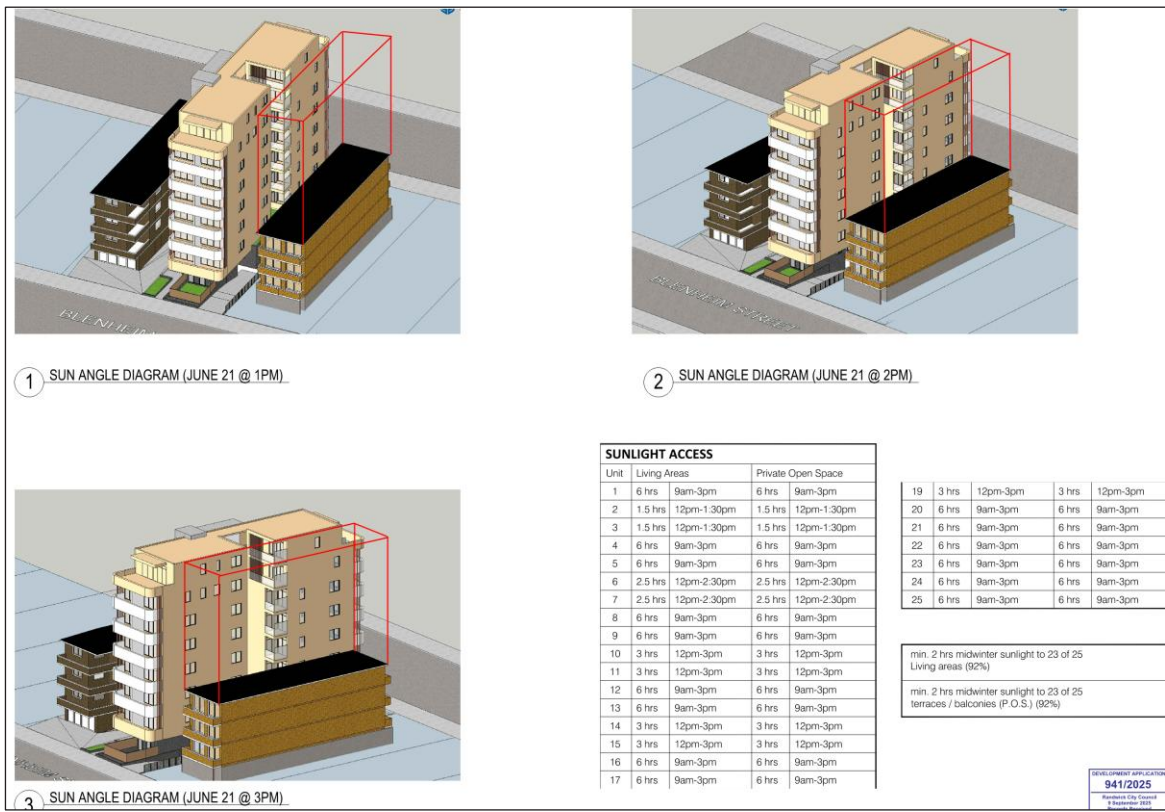 BLENHEIM
BLENHEIM STREET
1 SUN ANGLE DIAGRAM (JUNE 21 @ 1PM)
2 SUN ANGLE DIAGRAM (JUNE 21 @ 2PM)
3 SUN ANGLE DIAGRAM (JUNE 21 @ 3PM)
SUNLIGHT ACCESS
Unit Living Areas Private Open Space
1 6 hrs 9am-3pm 6 hrs 9am-3pm
2 1.5 hrs 12pm-1:30pm 1.5 hrs 12pm-1:30pm
3 1.5 hrs 12pm-1:30pm 1.5 hrs 12pm-1:30pm
4 6 hrs 9am-3pm 6 hrs 9am-3pm
5 6 hrs 9am-3pm 6 hrs 9am-3pm
6 2.5 hrs 12pm-2:30pm 2.5 hrs 12pm-2:30pm
7 2.5 hrs 12pm-2:30pm 2.5 hrs 12pm-2:30pm
8 6 hrs 9am-3pm 6 hrs 9am-3pm
9 6 hrs 9am-3pm 6 hrs 9am-3pm
10 3 hrs 12pm-3pm 3 hrs 12pm-3pm
11 3 hrs 12pm-3pm 3 hrs 12pm-3pm
12 6 hrs 9am-3pm 6 hrs 9am-3pm
13 6 hrs 9am-3pm 6 hrs 9am-3pm
14 3 hrs 12pm-3pm 3 hrs 12pm-3pm
15 3 hrs 12pm-3pm 3 hrs 12pm-3pm
16 6 hrs 9am-3pm 6 hrs 9am-3pm
17 6 hrs 9am-3pm 6 hrs 9am-3pm
19 3 hrs 12pm-3pm 3 hrs 12pm-3pm
20 6 hrs 9am-3pm 6 hrs 9am-3pm
21 6 hrs 9am-3pm 6 hrs 9am-3pm
22 6 hrs 9am-3pm 6 hrs 9am-3pm
23 6 hrs 9am-3pm 6 hrs 9am-3pm
24 6 hrs 9am-3pm 6 hrs 9am-3pm
25 6 hrs 9am-3pm 6 hrs 9am-3pm
min. 2 hrs midwinter sunlight to 23 of 25
Living areas (92%)
min. 2 hrs midwinter sunlight to 23 of 25
terraces / balconies (P.O.S.) (92%)
DEVELOPMENT APPLICATION
941/2025
Randwick City Council
9 September 2025